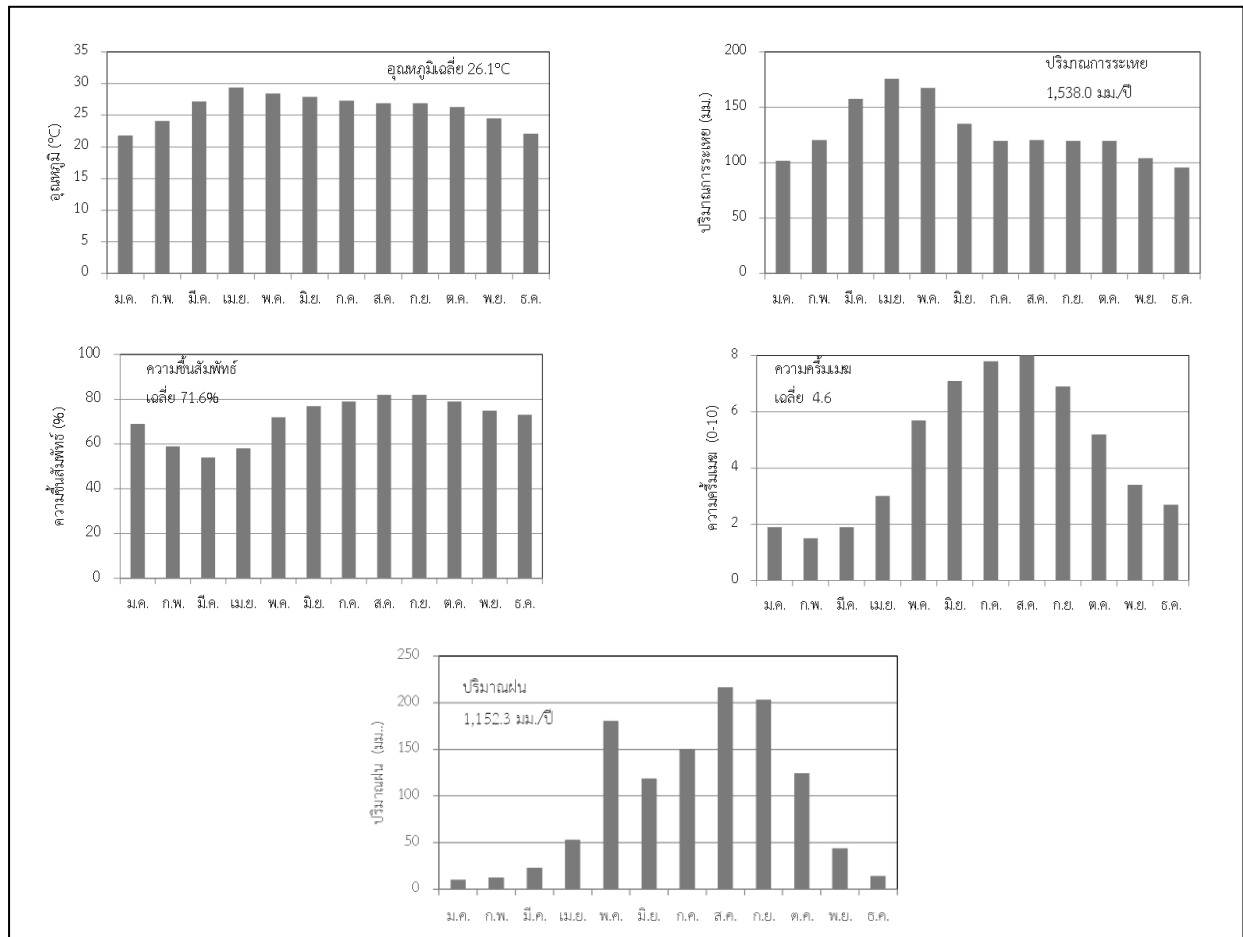 อุณหภูมิเฉลี่ย 26.1°C
อุณหภูมิ (°C)
35
30
25
20
15
10
5
0
ม.ค. ก.พ. มี.ค. เม.ย. พ.ค. มิ.ย. ก.ค. ส.ค. ก.ย. ต.ค. พ.ย. ธ.ค.
ปริมาณการระเหย
1,538.0 มม./ปี
ปริมาณการระเหย (มม.)
200
150
100
50
0
ม.ค. ก.พ. มี.ค. เม.ย. พ.ค. มิ.ย. ก.ค. ส.ค. ก.ย. ต.ค. พ.ย. ธ.ค.
ความชื้นสัมพัทธ์
เฉลี่ย 71.6%
ความชื้นสัมพัทธ์ (%)
100
80
60
40
20
0
ม.ค. ก.พ. มี.ค. เม.ย. พ.ค. มิ.ย. ก.ค. ส.ค. ก.ย. ต.ค. พ.ย. ธ.ค.
ความครึ้มเมฆ
เฉลี่ย 4.6
ความครึ้มเมฆ (0-10)
8
6
4
2
0
ม.ค. ก.พ. มี.ค. เม.ย. พ.ค. มิ.ย. ก.ค. ส.ค. ก.ย. ต.ค. พ.ย. ธ.ค.
ปริมาณฝน
1,152.3 มม./ปี
ปริมาณฝน (มม..)
250
200
150
100
50
0
ม.ค. ก.พ. มี.ค. เม.ย. พ.ค. มิ.ย. ก.ค. ส.ค. ก.ย. ต.ค. พ.ย. ธ.ค.